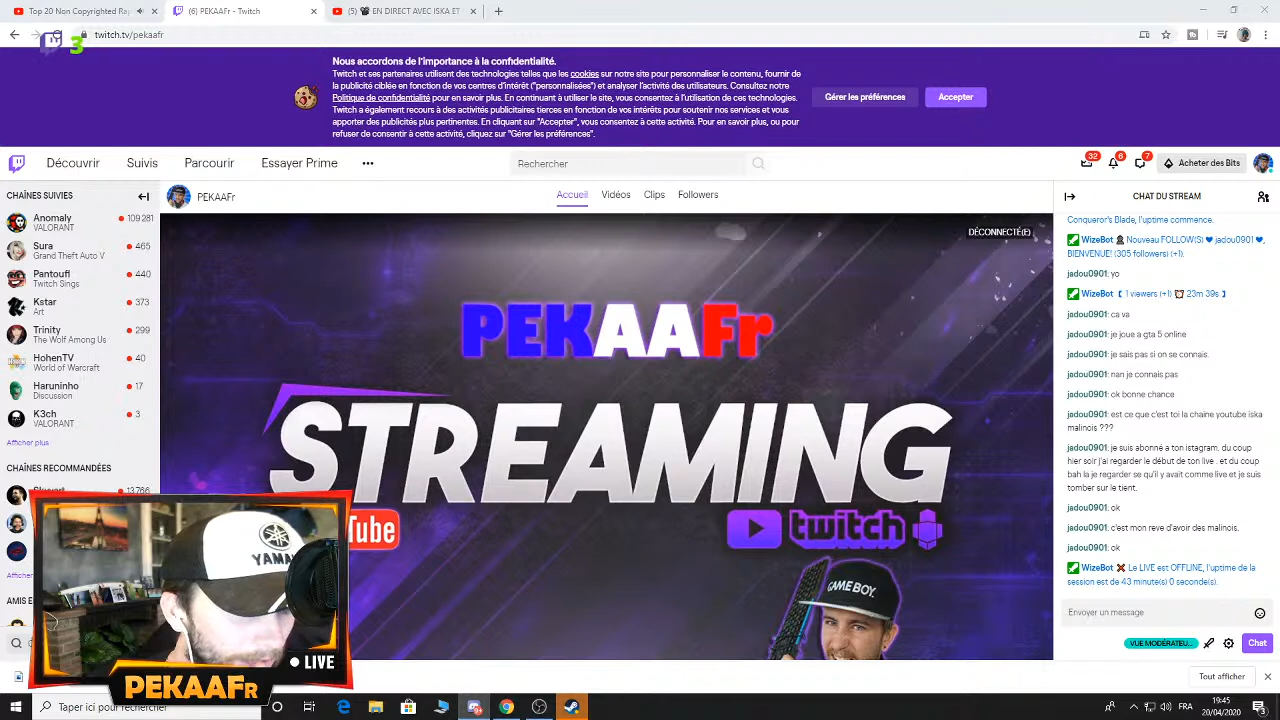 Top 20 Non Copyrighted Ra
(6) PEKAAFr - Twitch
(5) EN DIRECT AVEC ISKA ET
twitch.tv/pekaafr
3
Nous accordons de l'importance à la confidentialité.
Twitch et ses partenaires utilisent des technologies telles que les cookies sur notre site pour personnaliser le contenu, fournir de
la publicité ciblée en fonction de vos centres d'intérêt ("personnalisées") et analyser l'activité des utilisateurs. Consultez notre
Politique de confidentialité pour en savoir plus. En continuant à utiliser le site, vous consentez à l'utilisation de ces technologies.
Twitch a également recours à des activités publicitaires tierces en fonction de vos intérêts pour soutenir nos services et vous
apporter des publicités plus pertinentes. En cliquant sur "Accepter", vous consentez à cette activité. Pour en savoir plus, ou pour
refuser de consentir à cette activité, cliquez sur "Gérer les préférences".
Gérer les préférences
Accepter
Découvrir
Suivis
Parcourir
Essayer Prime
Rechercher
32
6
7
Acheter des Bits
CHAÎNES SUIVIES
Anomaly 109 281
VALORANT
Sura 465
Grand Theft Auto V
Pantoufl 440
Twitch Sings
Kstar 373
Art
Trinity 299
The Wolf Among Us
HohenTV 40
World of Warcraft
Haruninho 17
Discussion
K3ch 3
VALORANT
Afficher plus
CHAÎNES RECOMMANDÉES
13 766
AMIS E
PEKAAFr
Accueil
Vidéos
Clips
Followers
DÉCONNECTÉ(E)
PEKAAFr
STREAMING
Tube
twitch
GAME BOY
YAMA
LIVE
PEKAAFr
CHAT DU STREAM
Conqueror's Blade, l'uptime commence.
WizeBot Nouveau FOLLOW(S) jadou0901 ,
BIENVENUE! (305 followers) (+1).
jadou0901: yo
WizeBot 【 1 viewers (+1) 23m 39s 】
jadou0901: ca va
jadou0901: je joue a gta 5 online
jadou0901: je sais pas si on se connais.
jadou0901: nan je connais pas
jadou0901: ok bonne chance
jadou0901: est ce que c'est toi la chaine youtube iska
malinois ???
jadou0901: je suis abonné a ton istagram. du coup
hier soir j'ai regarder le début de ton live . et du coup
bah la je regarder se qu'il y avait comme live et je suis
tomber sur le tient.
jadou0901: ok
jadou0901: c'est mon reve d'avoir des malinois.
jadou0901: ok
WizeBot Le LIVE est OFFLINE, l'uptime de la
session est de 43 minute(s) 0 seconde(s).
Envoyer un message
VUE MODÉRATEU...
Chat
Tout afficher
Taper ici pour rechercher
FRA
19:45
20/04/2020